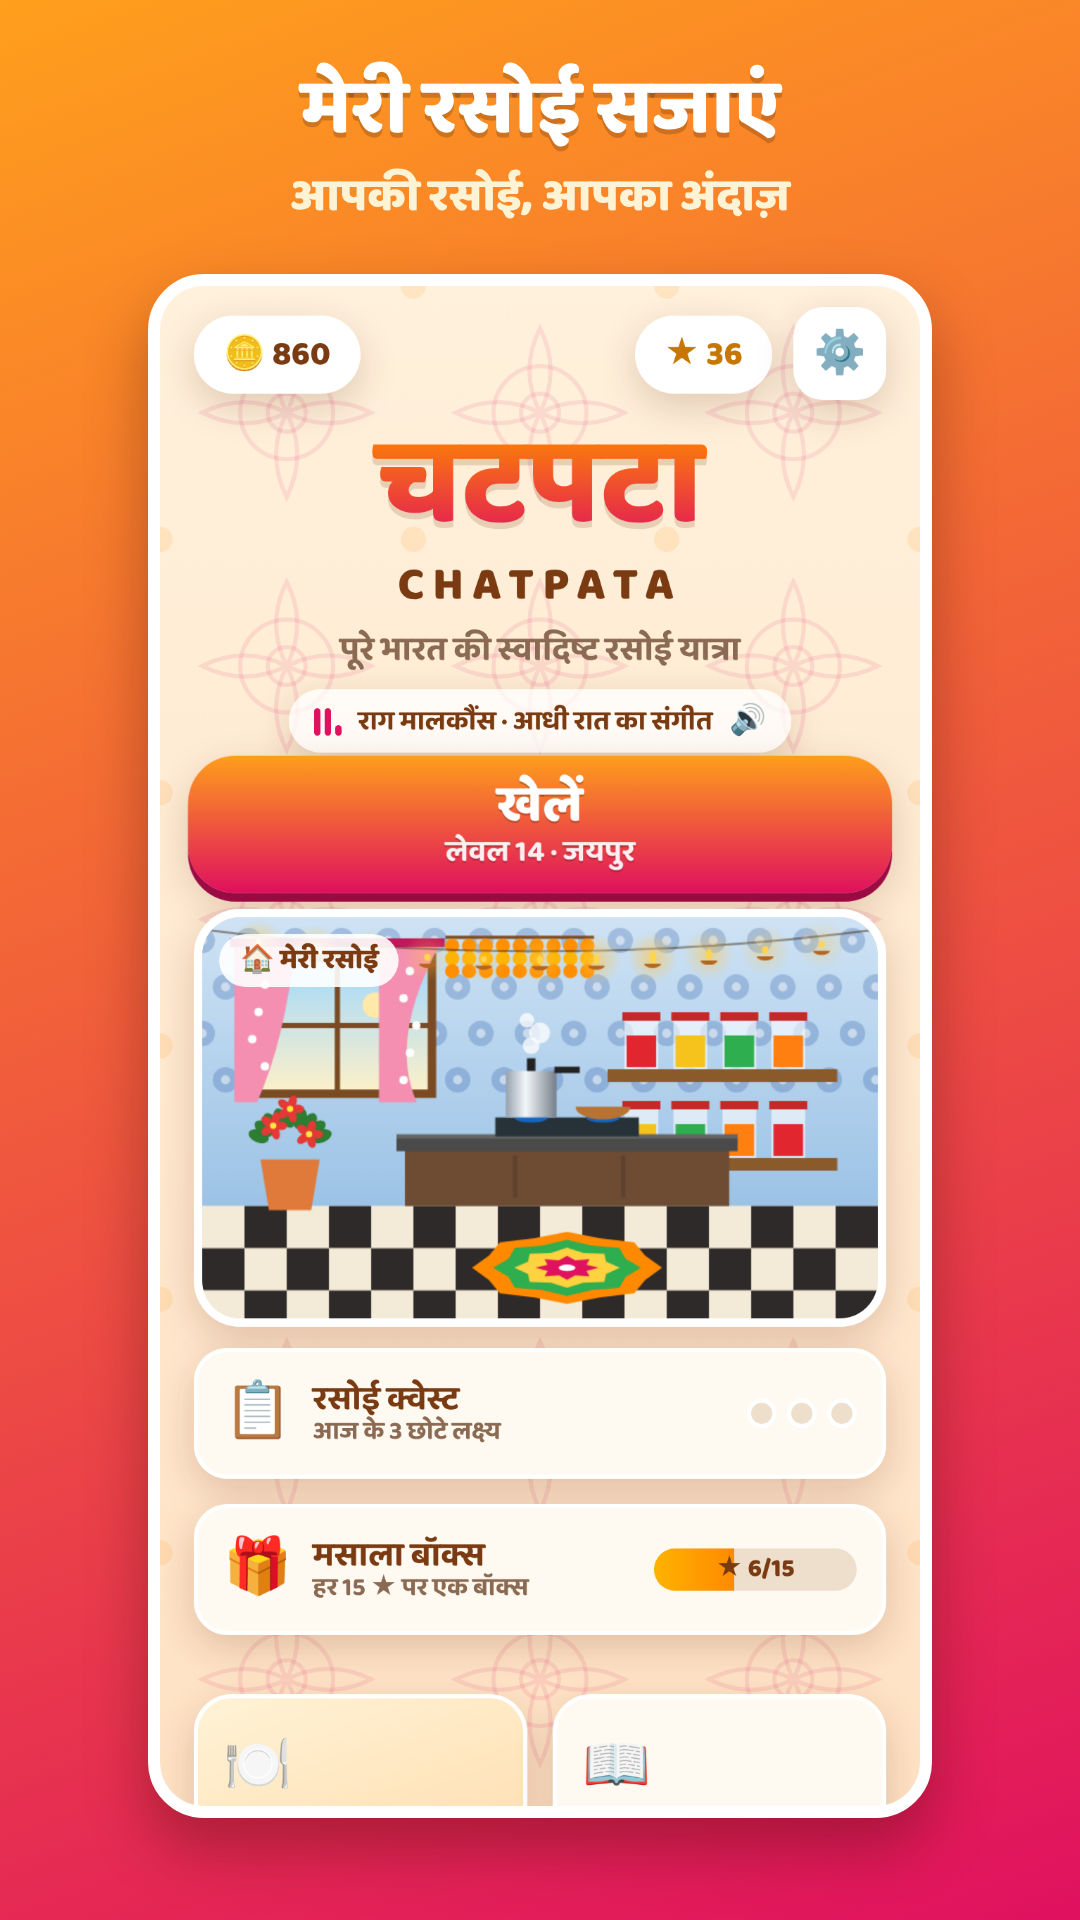 मेरी रसोई सजाएं
आपकी रसोई, आपका अंदाज़
860
★ 36
चटपटा
CHATPATA
पूरे भारत की स्वादिष्ट रसोई यात्रा
राग मालकौंस · आधी रात का संगीत
खेलें
लेवल 14 · जयपुर
मेरी रसोई
रसोई क्वेस्ट
आज के 3 छोटे लक्ष्य
मसाला बॉक्स
हर 15 ★ पर एक बॉक्स
★ 6/15